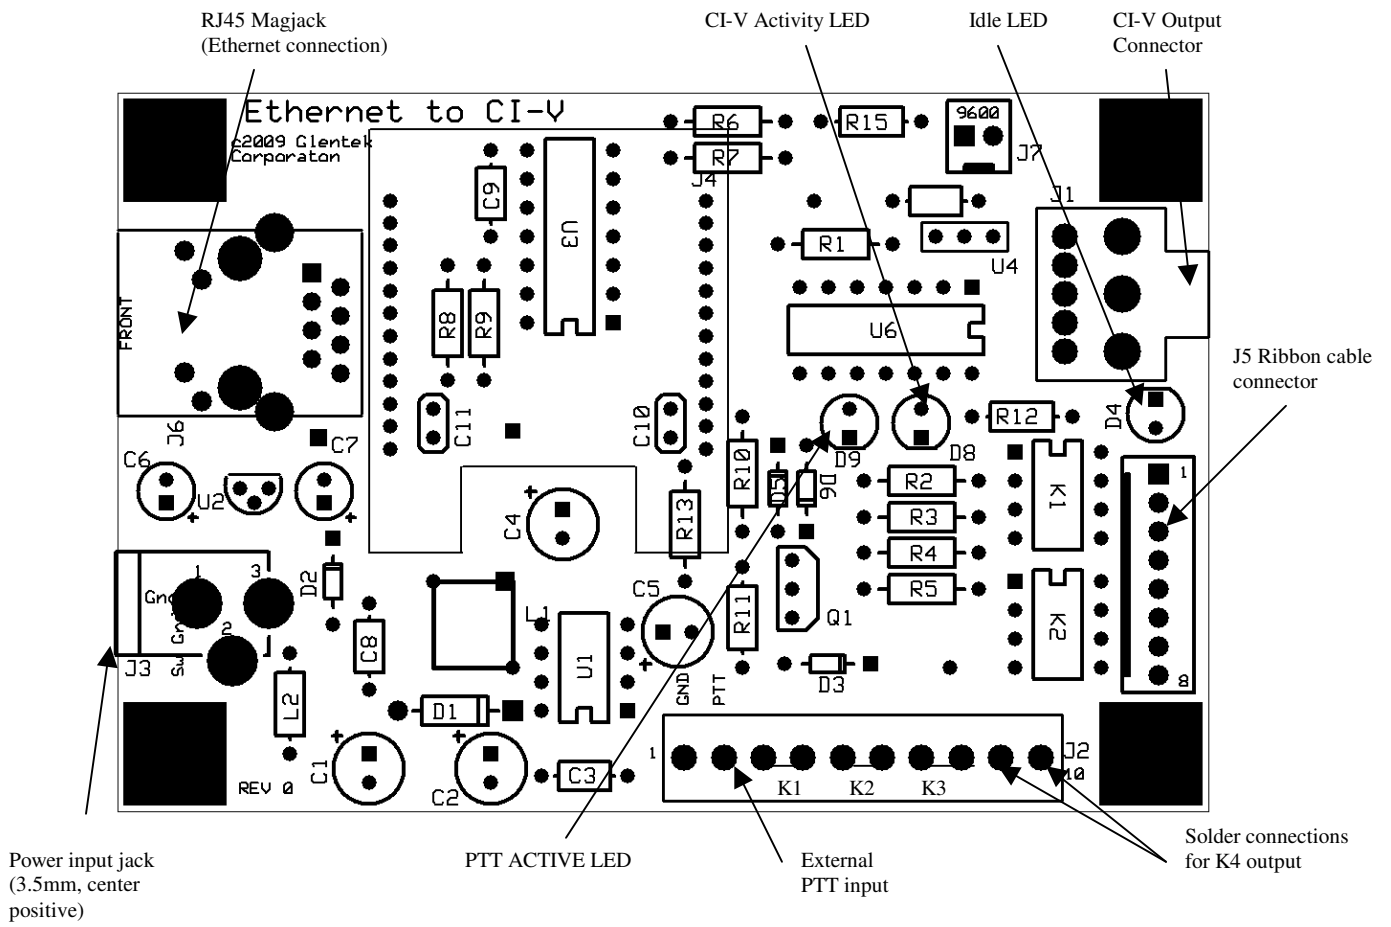 RJ45 Magjack
(Ethernet connection)
CI-V Activity LED
Idle LED
CI-V Output
Connector
Ethernet to CI-V
c2009 Glentek
Corporaton
R6
R15
9600
J7
R7
J4
C9
U3
J1
R1
U4
FRONT
R8
R9
U6
J5 Ribbon cable
connector
J6
C11
C10
R12
D4
C6
C7
D9
D8
U2
R10
D5
D6
R2
K1
1
C4
R13
R3
R4
1
3
Gnd
D2
C5
R5
2
Sw Gnd
L1
R11
Q1
K2
J3
C8
U1
D3
8
L2
D1
GND
PTT
REV 0
C1
C2
C3
1
J2
10
K1
K2
K3
Power input jack
(3.5mm, center
positive)
PTT ACTIVE LED
External
PTT input
Solder connections
for K4 output